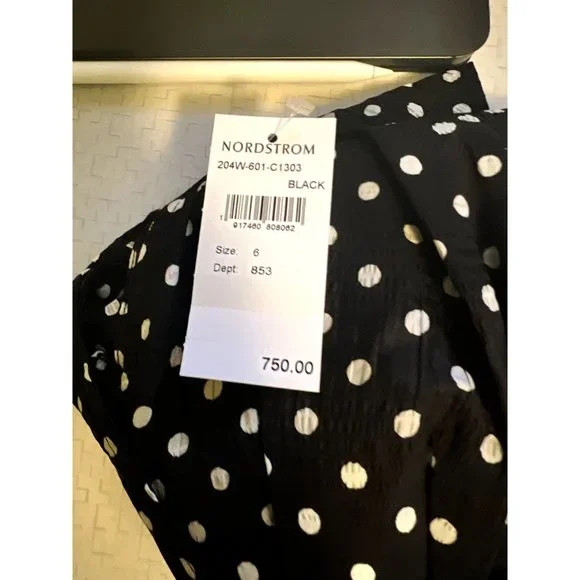 NORDSTROM
204W-601-C1303
BLACK
1 917460 808062
Size: 6
Dept: 853
750.00